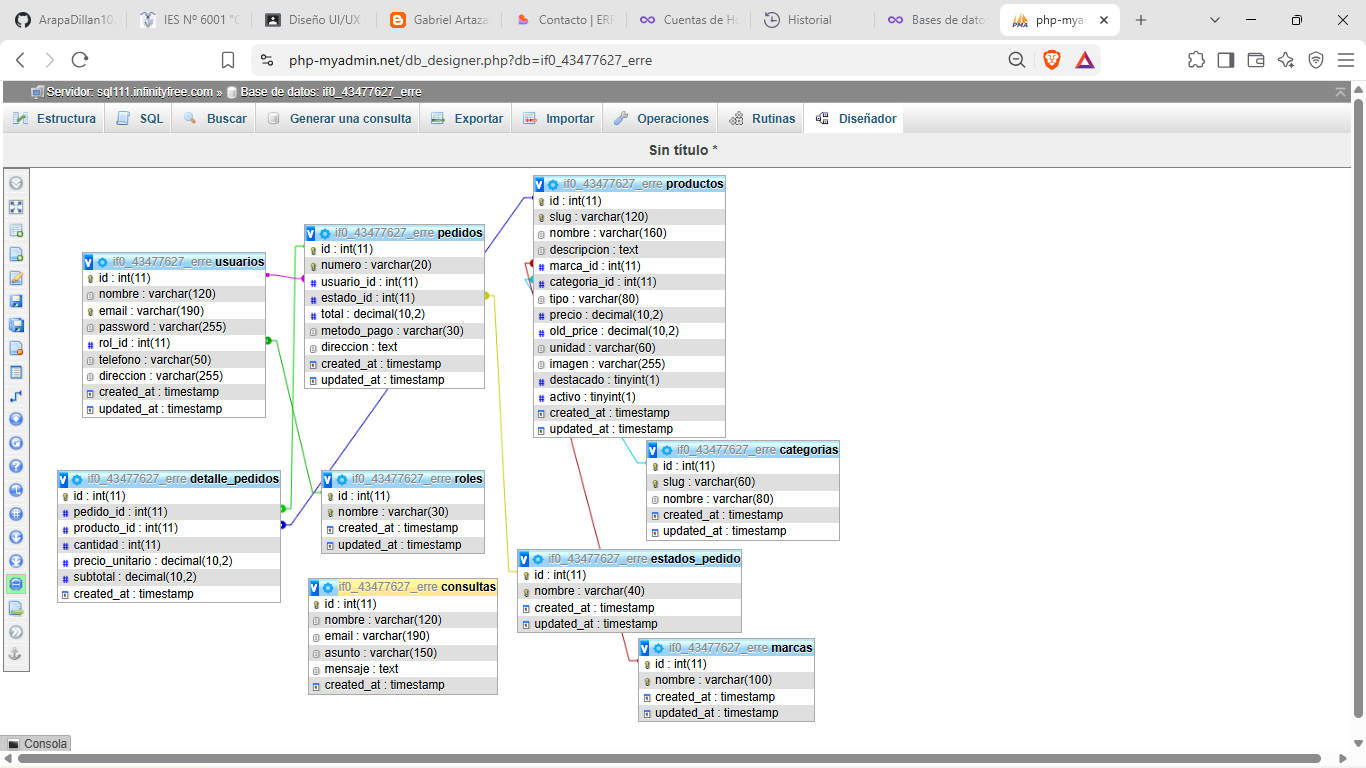 ArapaDillan10
IES Nº 6001 "G
Diseño UI/UX
Gabriel Artaza
Contacto | ERR
Cuentas de Ho
Historial
Bases de dato
php-mya
php-myadmin.net/db_designer.php?db=if0_43477627_erre
Servidor: sql111.infinityfree.com » Base de datos: if0_43477627_erre
Estructura
SQL
Buscar
Generar una consulta
Exportar
Importar
Operaciones
Rutinas
Diseñador
Sin título *
if0_43477627_erre usuarios
id : int(11)
nombre : varchar(120)
email : varchar(190)
password : varchar(255)
rol_id : int(11)
telefono : varchar(50)
direccion : varchar(255)
created_at : timestamp
updated_at : timestamp
if0_43477627_erre pedidos
id : int(11)
numero : varchar(20)
usuario_id : int(11)
estado_id : int(11)
total : decimal(10,2)
metodo_pago : varchar(30)
direccion : text
created_at : timestamp
updated_at : timestamp
if0_43477627_erre productos
id : int(11)
slug : varchar(120)
nombre : varchar(160)
descripcion : text
marca_id : int(11)
categoria_id : int(11)
tipo : varchar(80)
precio : decimal(10,2)
old_price : decimal(10,2)
unidad : varchar(60)
imagen : varchar(255)
destacado : tinyint(1)
activo : tinyint(1)
created_at : timestamp
updated_at : timestamp
if0_43477627_erre detalle_pedidos
id : int(11)
pedido_id : int(11)
producto_id : int(11)
cantidad : int(11)
precio_unitario : decimal(10,2)
subtotal : decimal(10,2)
created_at : timestamp
if0_43477627_erre roles
id : int(11)
nombre : varchar(30)
created_at : timestamp
updated_at : timestamp
if0_43477627_erre categorias
id : int(11)
slug : varchar(60)
nombre : varchar(80)
created_at : timestamp
updated_at : timestamp
if0_43477627_erre consultas
id : int(11)
nombre : varchar(120)
email : varchar(190)
asunto : varchar(150)
mensaje : text
created_at : timestamp
if0_43477627_erre estados_pedido
id : int(11)
nombre : varchar(40)
created_at : timestamp
updated_at : timestamp
if0_43477627_erre marcas
id : int(11)
nombre : varchar(100)
created_at : timestamp
updated_at : timestamp
Consola